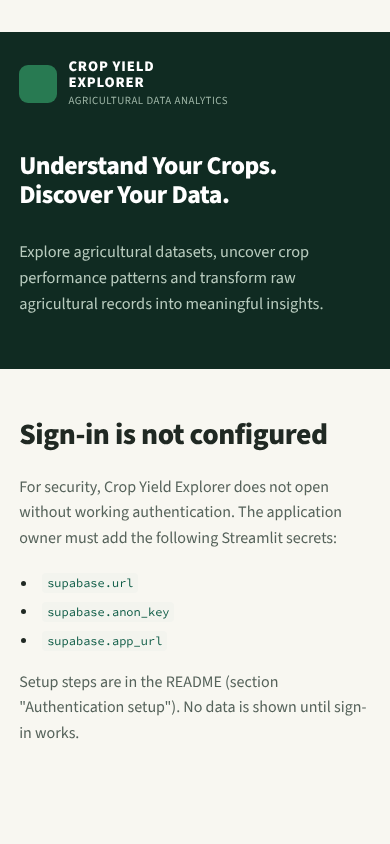 CROP YIELD
EXPLORER
AGRICULTURAL DATA ANALYTICS
Understand Your Crops.
Discover Your Data.
Explore agricultural datasets, uncover crop
performance patterns and transform raw
agricultural records into meaningful insights.
Sign-in is not configured
For security, Crop Yield Explorer does not open
without working authentication. The application
owner must add the following Streamlit secrets:
supabase.url
supabase.anon_key
supabase.app_url
Setup steps are in the README (section
"Authentication setup"). No data is shown until sign-
in works.